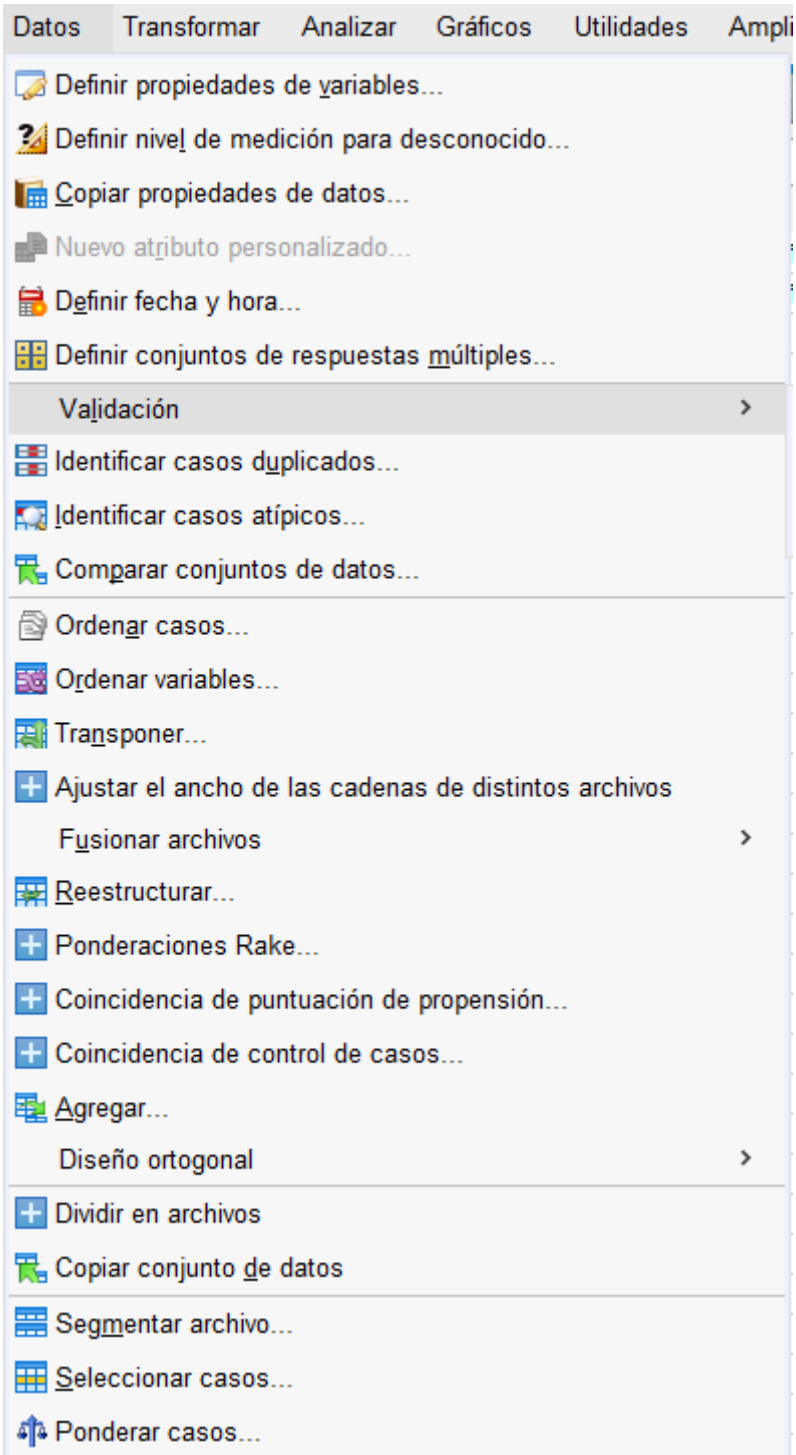 Datos Transformar Analizar Gráficos Utilidades Ampli
Definir propiedades de variables...
Definir nivel de medición para desconocido...
Copiar propiedades de datos...
Nuevo atributo personalizado...
Definir fecha y hora...
Definir conjuntos de respuestas múltiples...
Validación
Identificar casos duplicados...
Identificar casos atípicos...
Comparar conjuntos de datos...
Ordenar casos...
Ordenar variables...
Transponer...
Ajustar el ancho de las cadenas de distintos archivos
Fusionar archivos
Reestructurar...
Ponderaciones Rake...
Coincidencia de puntuación de propensión...
Coincidencia de control de casos...
Agregar...
Diseño ortogonal
Dividir en archivos
Copiar conjunto de datos
Segmentar archivo...
Seleccionar casos...
Ponderar casos...